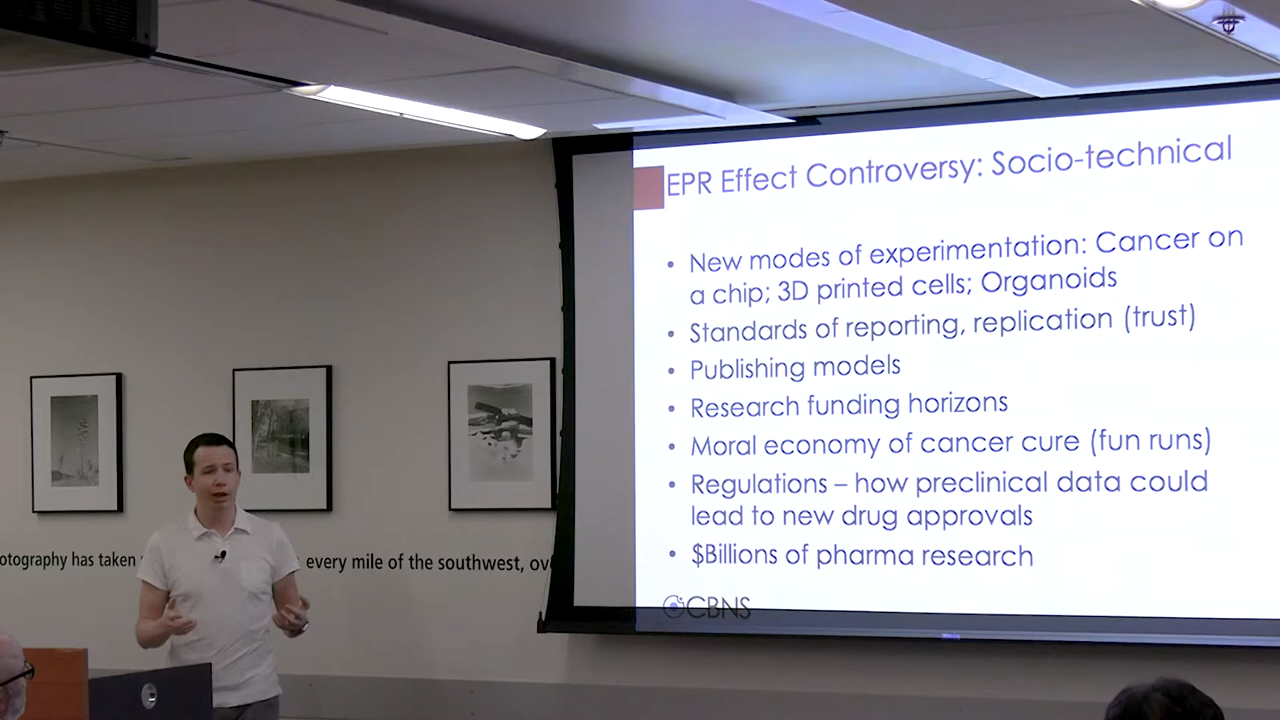 EPR Effect Controversy: Socio-technical
• New modes of experimentation: Cancer on
a chip; 3D printed cells; Organoids
• Standards of reporting, replication (trust)
• Publishing models
• Research funding horizons
• Moral economy of cancer cure (fun runs)
• Regulations – how preclinical data could
lead to new drug approvals
• $Billions of pharma research
CBNS
otography has taken every mile of the southwest, ov